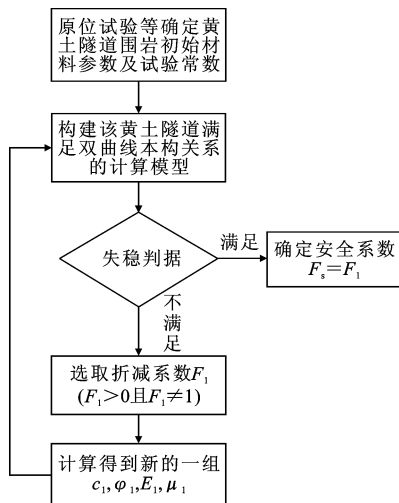 原位试验等确定黄
土隧道围岩初始材
料参数及试验常数
构建该黄土隧道满
足双曲线本构关系
的计算模型
失稳判据
满足
确定安全系数
Fs=F1
不
满
足
选取折减系数F1
(F1>0且F1≠1)
计算得到新的一组
c1,φ1,E1,μ1